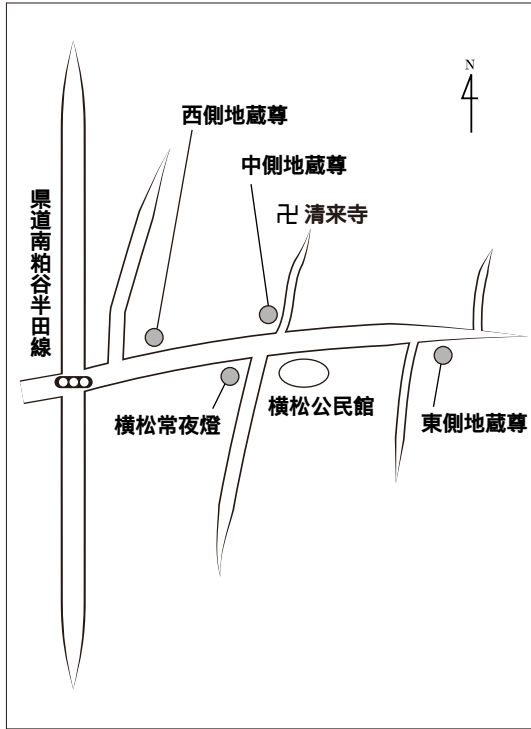 N
西側地蔵尊
中側地蔵尊
卍 清来寺
県道南粕谷半田線
横松常夜燈
横松公民館
東側地蔵尊